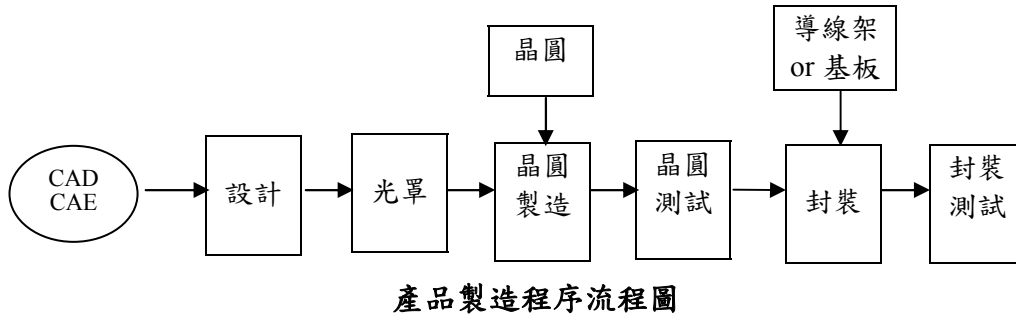 晶圓
導線架
or 基板
CAD
CAE
設計
光罩
晶圓
製造
晶圓
測試
封裝
封裝
測試
產品製造程序流程圖